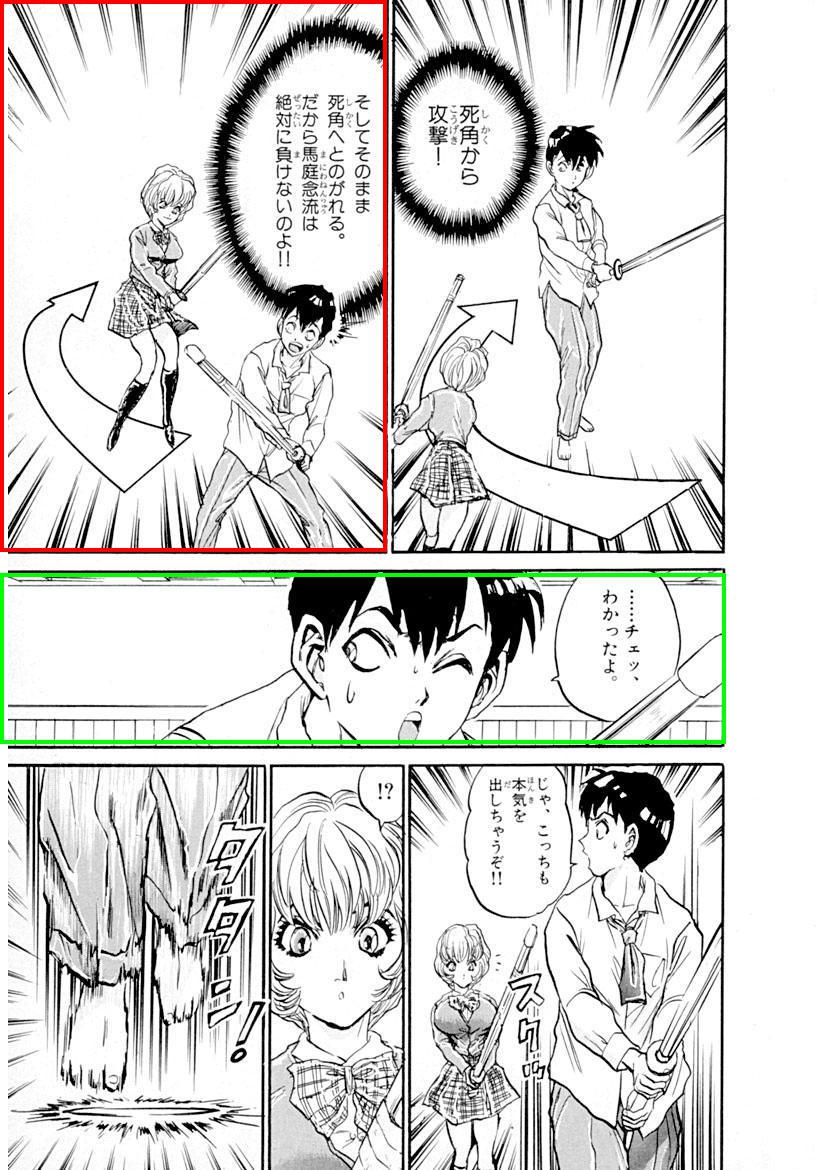 死角から
攻撃！
そしてそのまま
死角へとのがれる。
だから馬庭念流は
絶対に負けないのよ！！
……チェッ、
わかったよ。
じゃ、こっちも
本気を
出しちゃうぞ！！
スクッ
！？
タタターン！